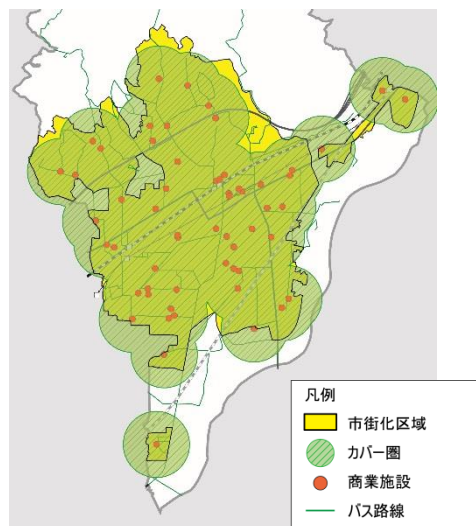 凡例
市街化区域
カバー圏
商業施設
バス路線